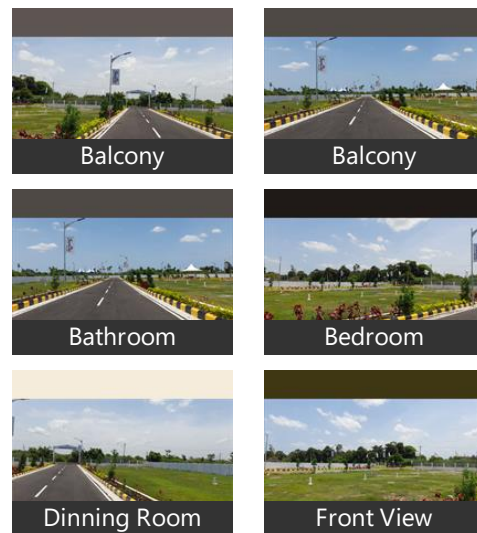 Balcony
Balcony
Bathroom
Bedroom
Dinning Room
Front View